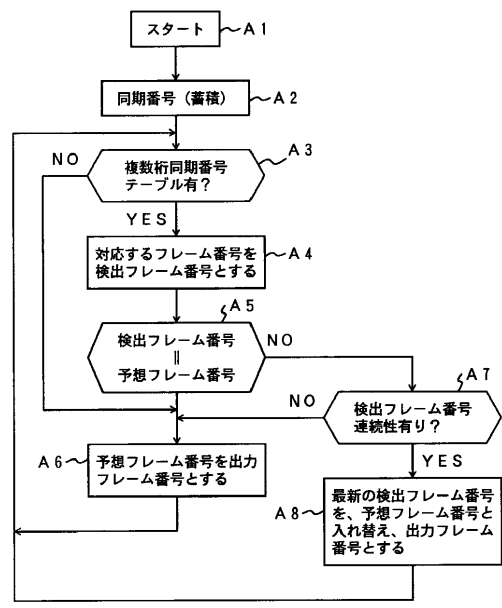 スタート
A1
同期番号（蓄積）
A2
NO
複数桁同期番号
テーブル有？
A3
YES
対応するフレーム番号を
検出フレーム番号とする
A4
A5
検出フレーム番号
||
予想フレーム番号
NO
A7
NO
検出フレーム番号
連続性有り？
YES
A6
予想フレーム番号を出力
フレーム番号とする
A8
最新の検出フレーム番号
を、予想フレーム番号と
入れ替え、出力フレーム
番号とする